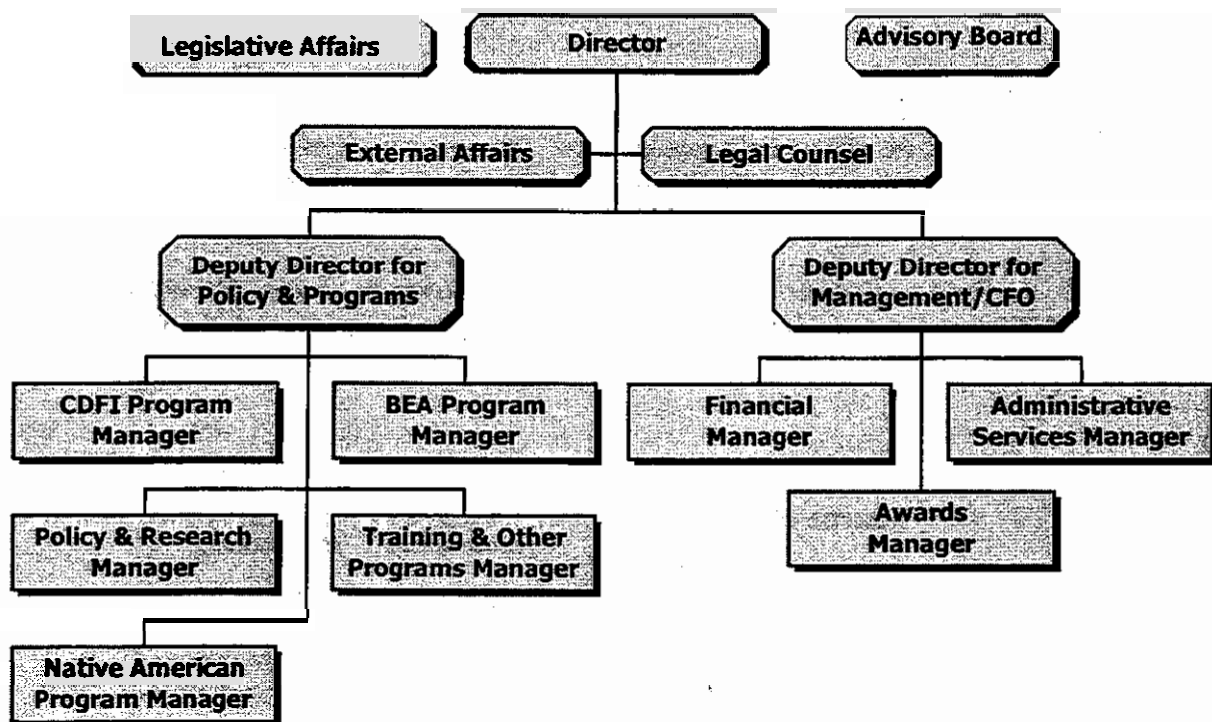 Legislative Affairs
Director
Advisory Board
External Affairs
Legal Counsel
Deputy Director for
Policy & Programs
Deputy Director for
Management/CFO
CDFI Program
Manager
BEA Program
Manager
Financial
Manager
Administrative
Services Manager
Policy & Research
Manager
Training & Other
Programs Manager
Awards
Manager
Native American
Program Manager